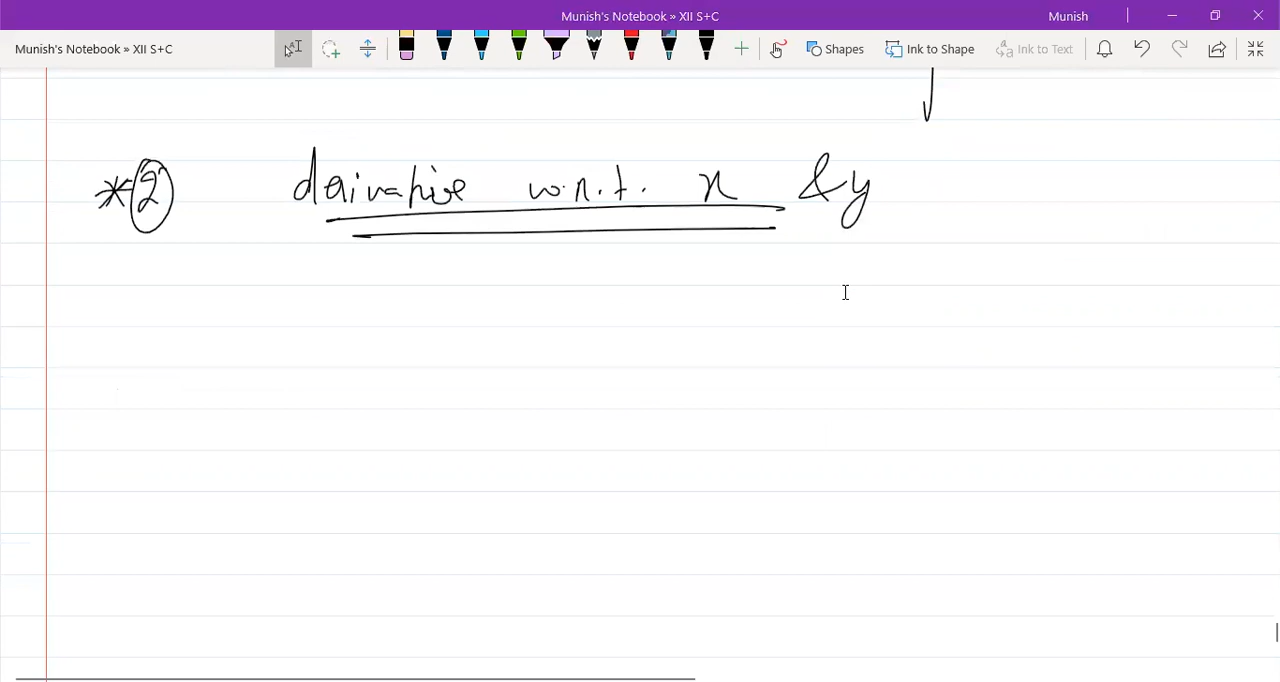 Munish's Notebook » XII S+C
Munish
Munish's Notebook » XII S+C
Shapes
Ink to Shape
Ink to Text
*② derivative w.r.t. x & y